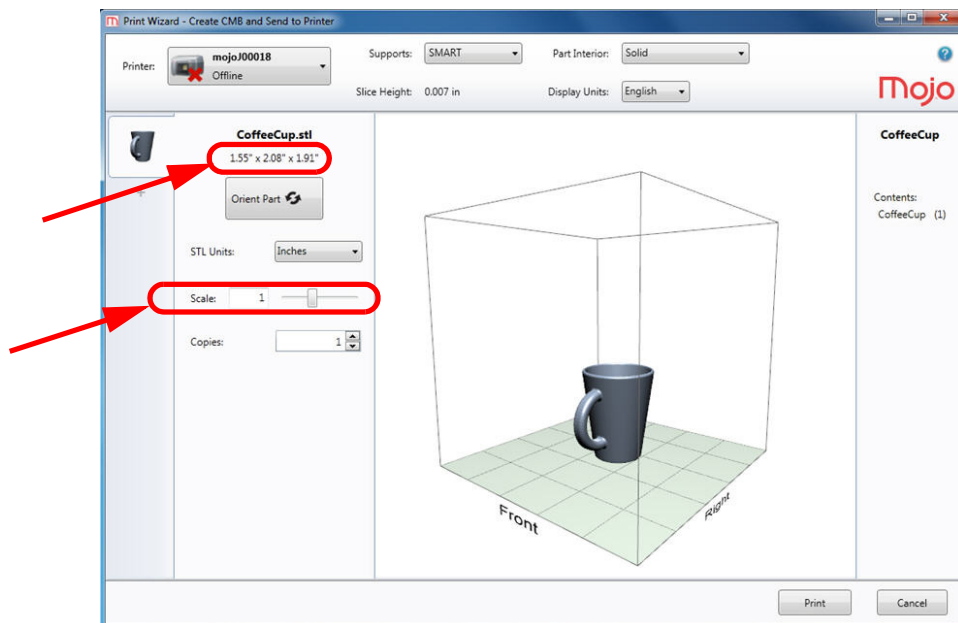 Print Wizard - Create CMB and Send to Printer
Printer:
mojoJ00018
Offline
Supports:
SMART
Part Interior:
Solid
Slice Height:
0.007 in
Display Units:
English
mojo
CoffeeCup.stl
1.55" x 2.08" x 1.91"
Orient Part
STL Units:
Inches
Scale:
1
Copies:
1
+
Front
Right
CoffeeCup
Contents:
CoffeeCup (1)
Print
Cancel